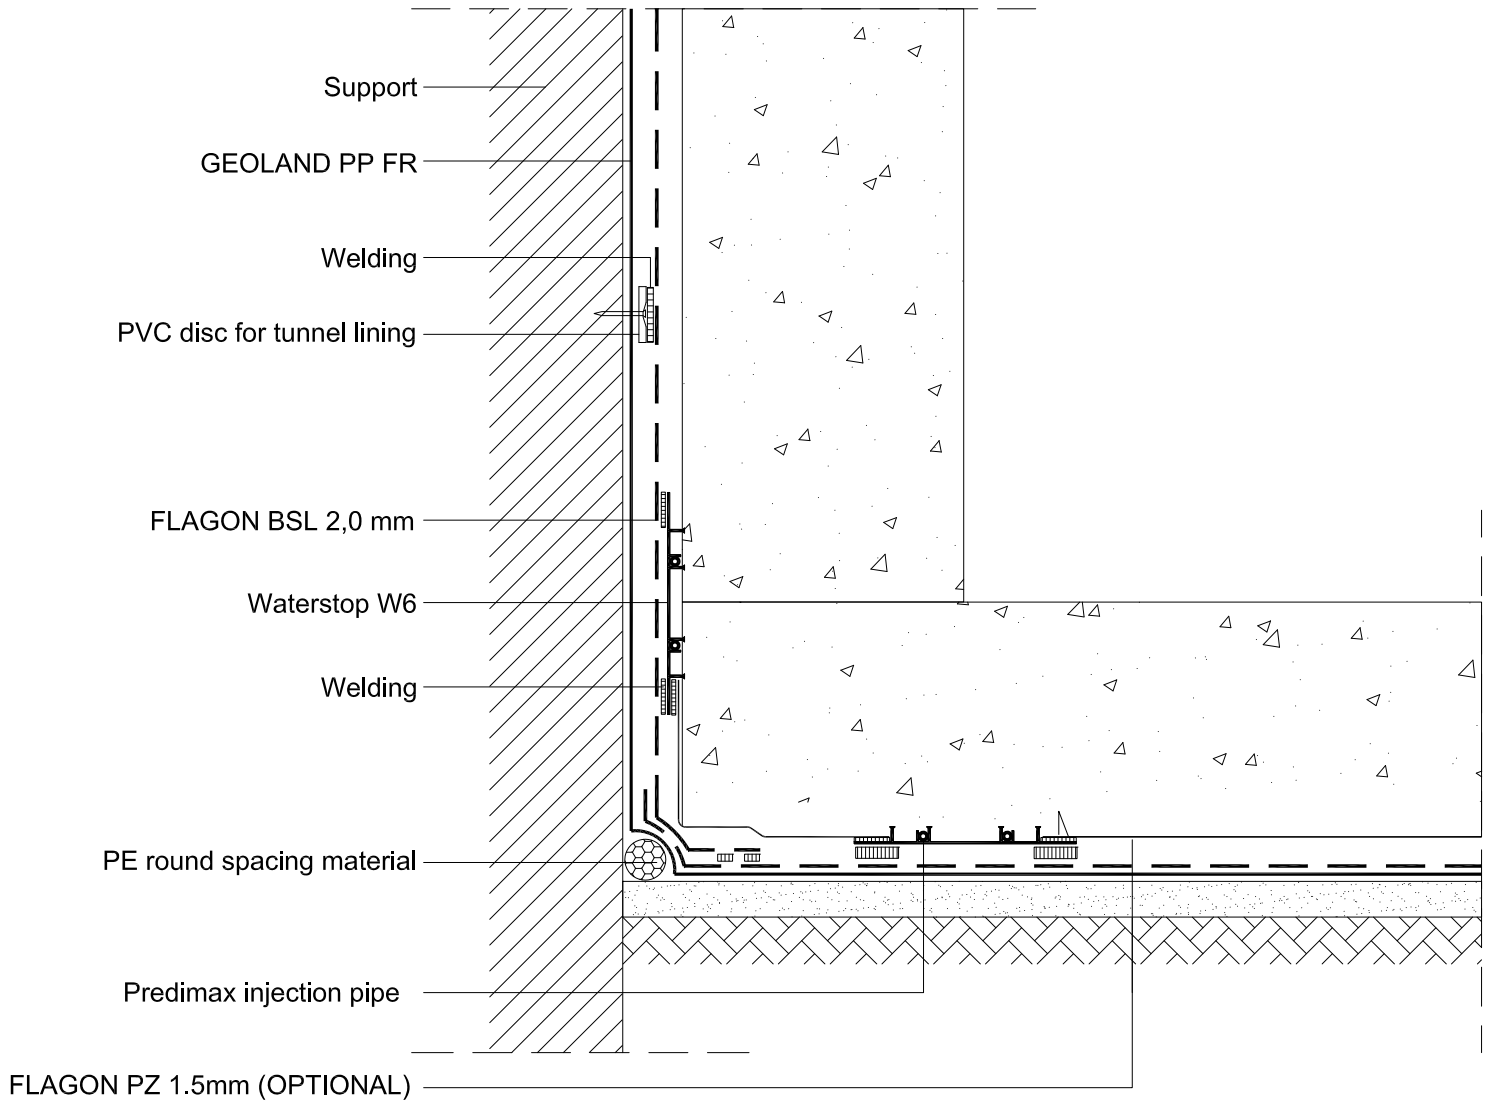 Support
GEOLAND PP FR
Welding
PVC disc for tunnel lining
FLAGON BSL 2,0 mm
Waterstop W6
Welding
PE round spacing material
Predimax injection pipe
FLAGON PZ 1.5mm (OPTIONAL)